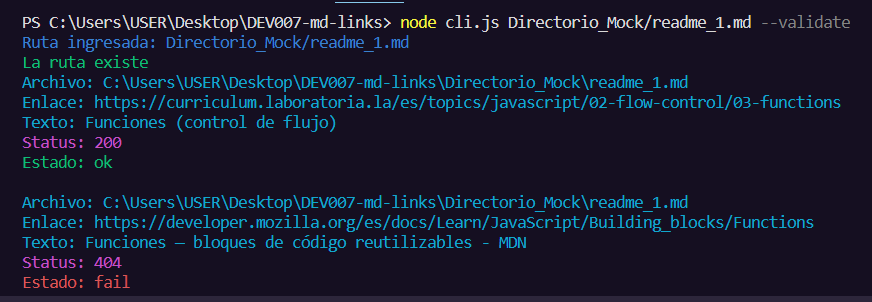 PS C:\Users\USER\Desktop\DEV007-md-links> node cli.js Directorio_Mock/readme_1.md --validate
Ruta ingresada: Directorio_Mock/readme_1.md
La ruta existe
Archivo: C:\Users\USER\Desktop\DEV007-md-links\Directorio_Mock\readme_1.md
Enlace: https://curriculum.laboratoria.la/es/topics/javascript/02-flow-control/03-functions
Texto: Funciones (control de flujo)
Status: 200
Estado: ok
Archivo: C:\Users\USER\Desktop\DEV007-md-links\Directorio_Mock\readme_1.md
Enlace: https://developer.mozilla.org/es/docs/Learn/JavaScript/Building_blocks/Functions
Texto: Funciones — bloques de código reutilizables - MDN
Status: 404
Estado: fail